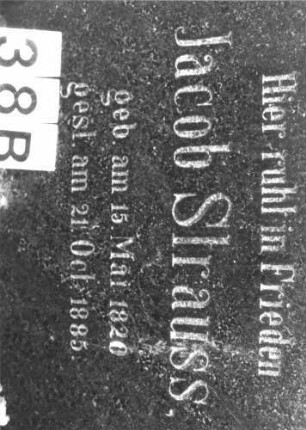 Hier ruht in Frieden
Jacob Strauss,
geb. am 15. Mai 1820
gest. am 21. Oct. 1885.
38B